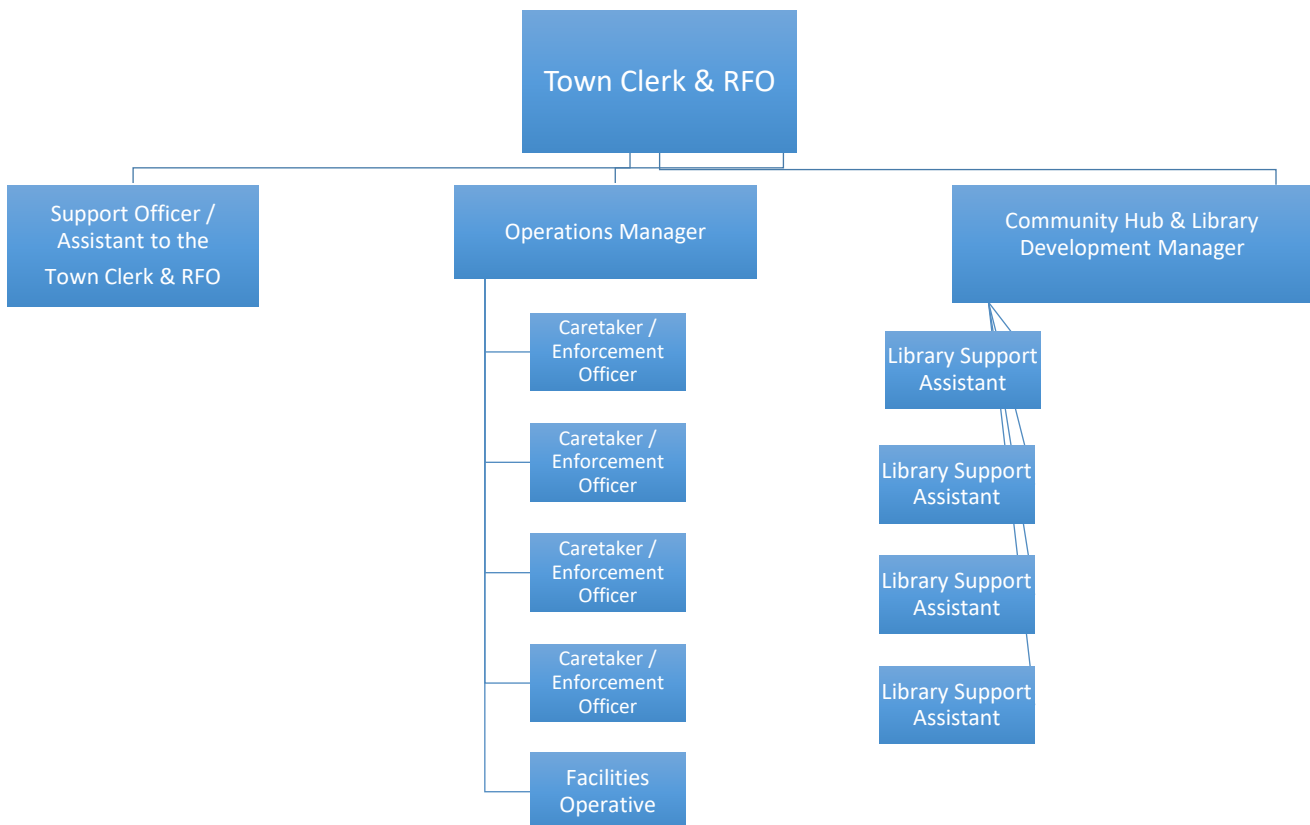 Town Clerk & RFO
Support Officer /
Assistant to the
Town Clerk & RFO
Operations Manager
Community Hub & Library
Development Manager
Caretaker /
Enforcement
Officer
Caretaker /
Enforcement
Officer
Caretaker /
Enforcement
Officer
Caretaker /
Enforcement
Officer
Facilities
Operative
Library Support
Assistant
Library Support
Assistant
Library Support
Assistant
Library Support
Assistant